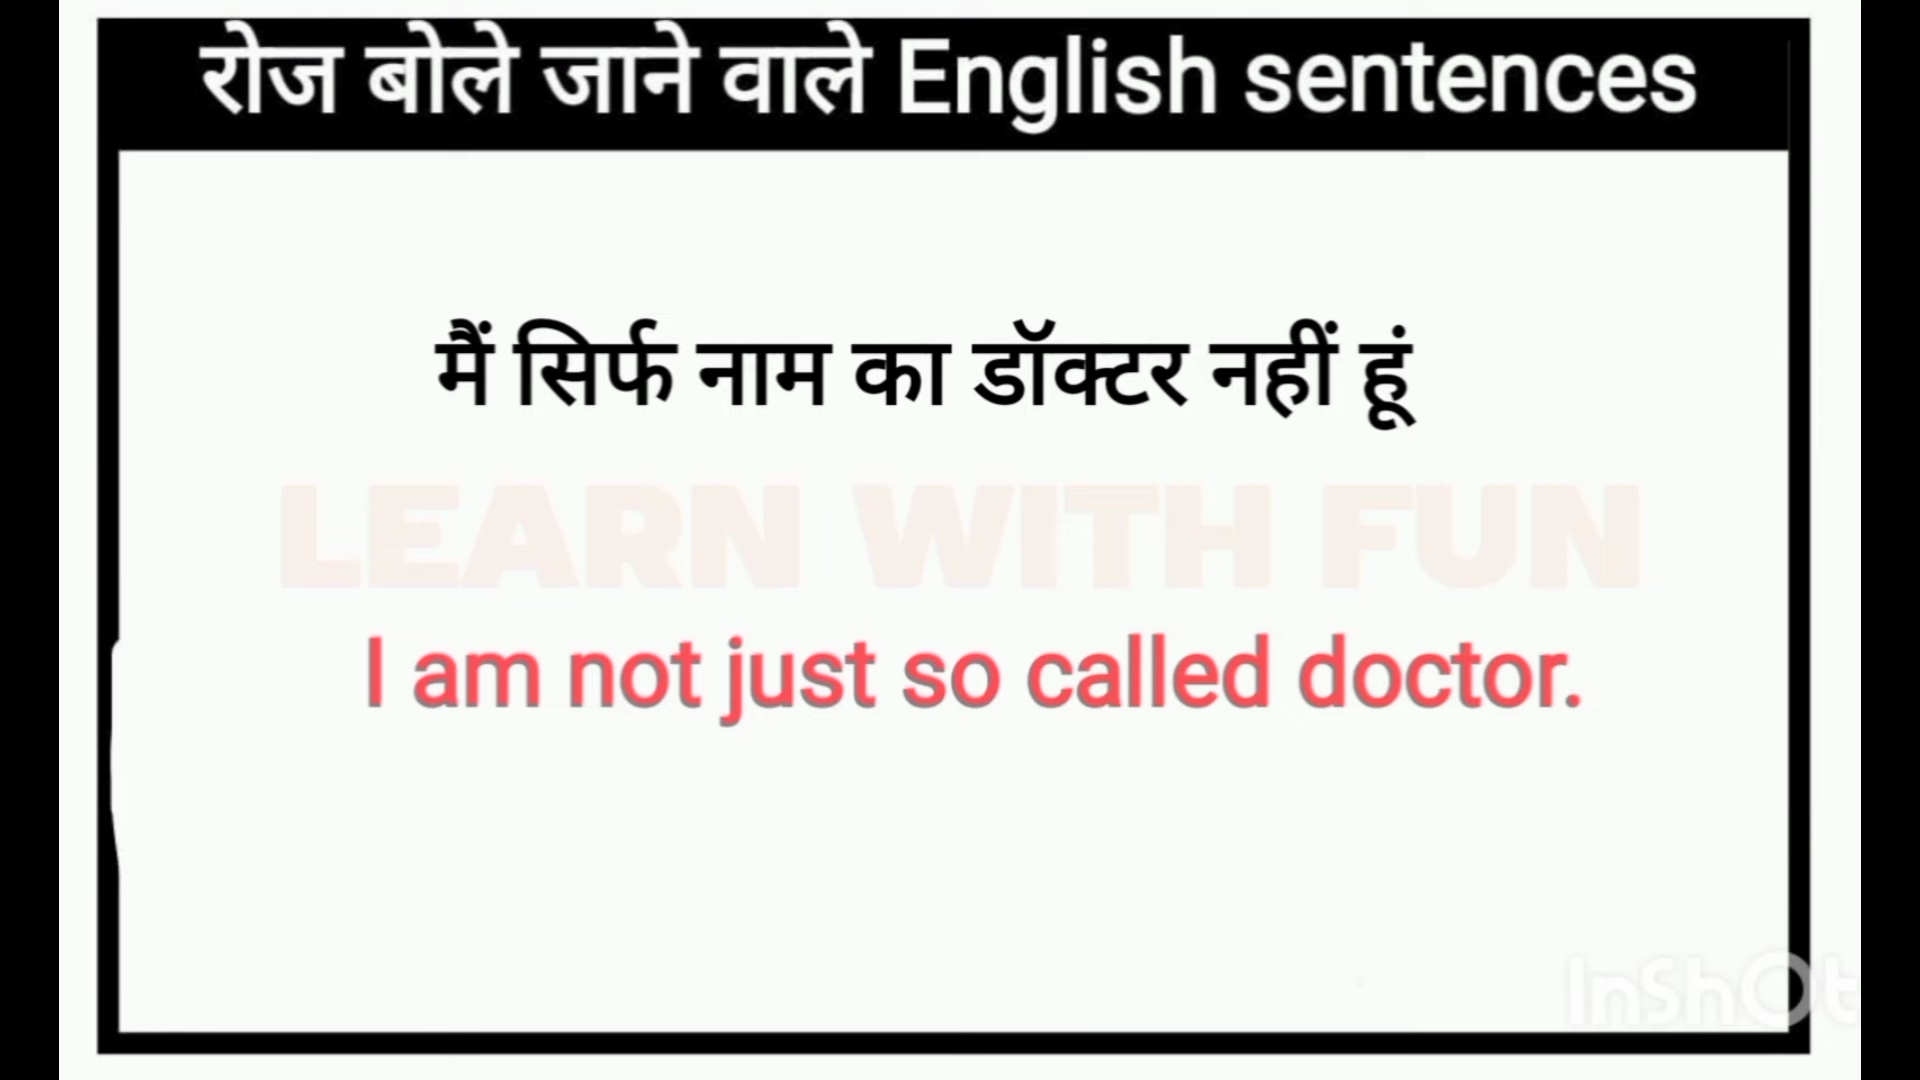 रोज बोले जाने वाले English sentences
मैं सिर्फ नाम का डॉक्टर नहीं हूं
LEARN WITH FUN
I am not just so called doctor.
InShOt